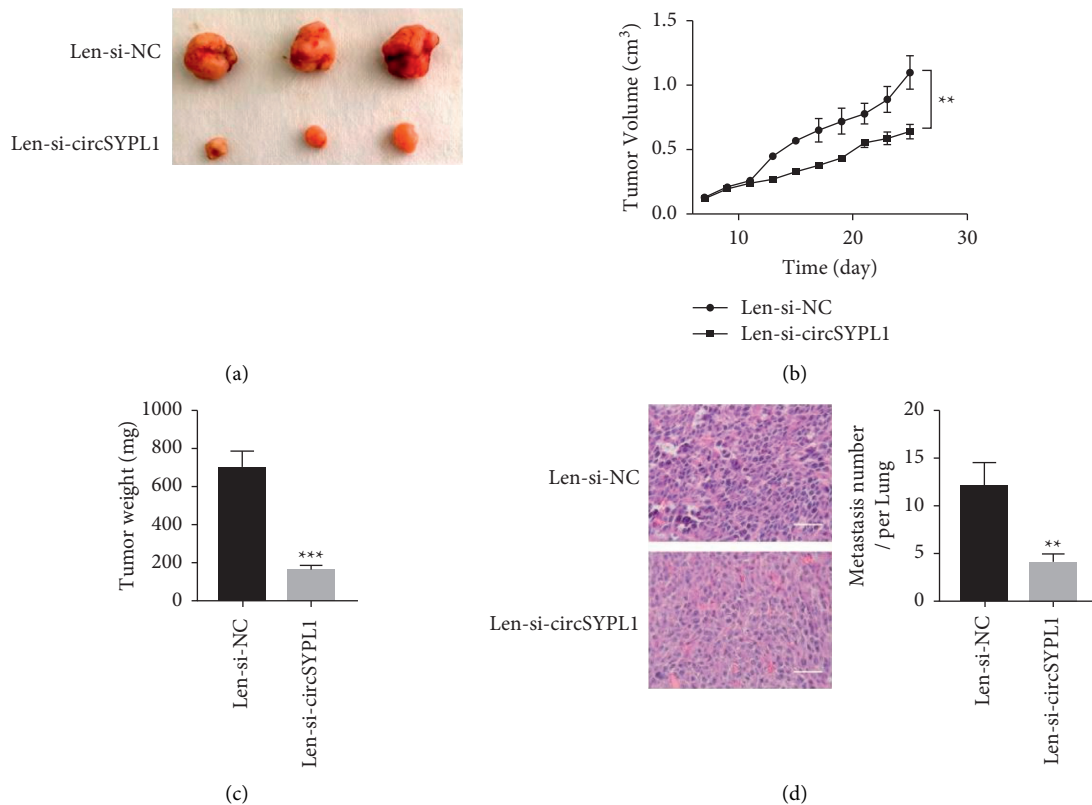 Len-si-NC
Len-si-circSYPL1
(a)
Tumor Volume (cm³)
1.5
1.0
0.5
0.0
**
10
20
30
Time (day)
Len-si-NC
Len-si-circSYPL1
(b)
Tumor weight (mg)
1000
800
600
400
200
0
***
Len-si-NC
Len-si-circSYPL1
(c)
Len-si-NC
Len-si-circSYPL1
Metastasis number
/ per Lung
20
15
10
5
0
**
Len-si-NC
Len-si-circSYPL1
(d)